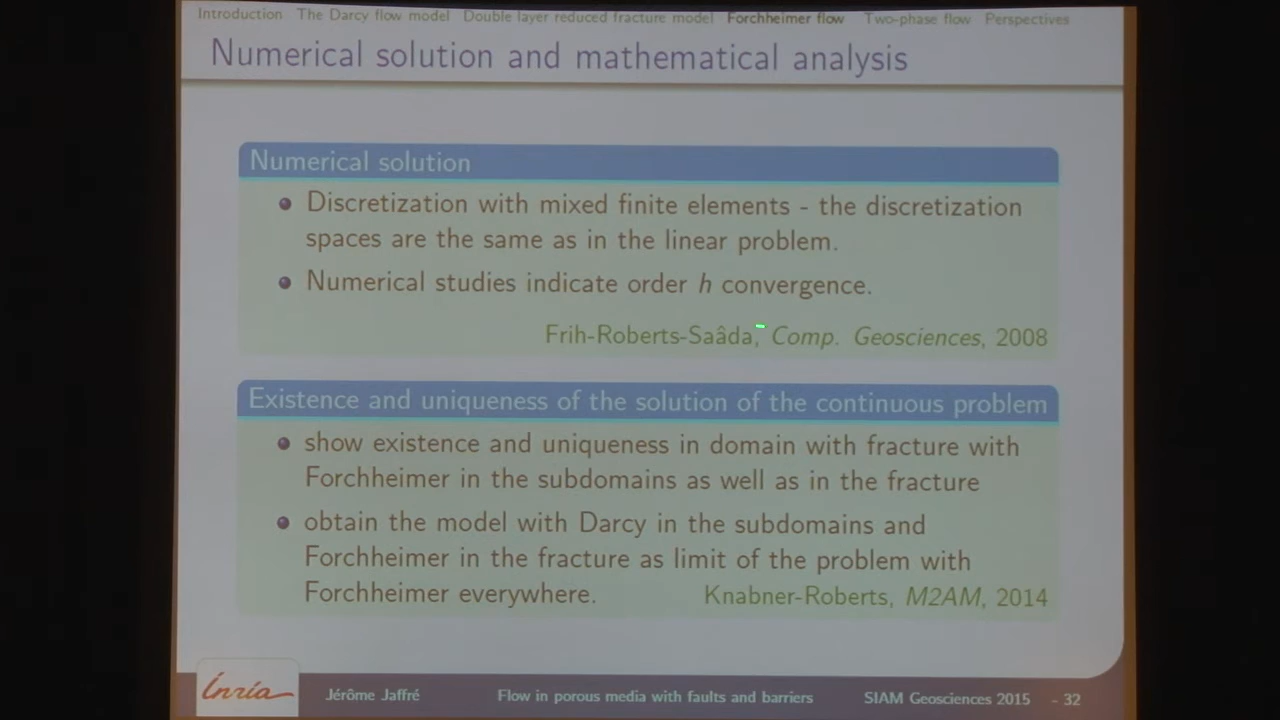 Introduction The Darcy flow model Double layer reduced fracture model Forchheimer flow Two-phase flow Perspectives
Numerical solution and mathematical analysis
Numerical solution
Discretization with mixed finite elements - the discretization
spaces are the same as in the linear problem.
Numerical studies indicate order h convergence.
Frih-Roberts-Saâda, Comp. Geosciences, 2008
Existence and uniqueness of the solution of the continuous problem
show existence and uniqueness in domain with fracture with
Forchheimer in the subdomains as well as in the fracture
obtain the model with Darcy in the subdomains and
Forchheimer in the fracture as limit of the problem with
Forchheimer everywhere. Knabner-Roberts, M2AM, 2014
Inria Jérôme Jaffré Flow in porous media with faults and barriers SIAM Geosciences 2015 - 32